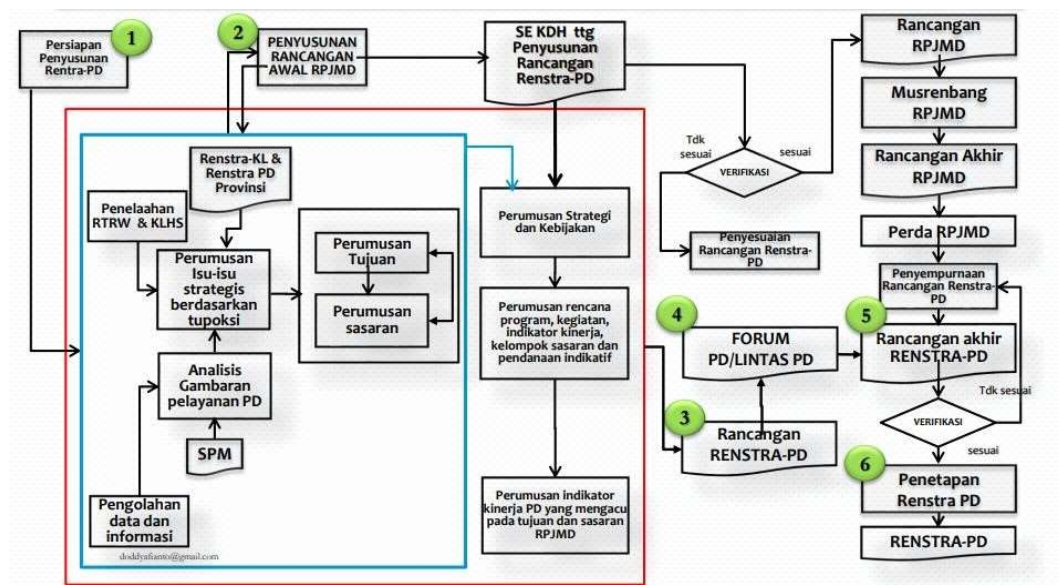 1
Persiapan
Penyusunan
Rentra-PD
2
PENYUSUNAN
RANCANGAN
AWAL RPJMD
SE KDH ttg
Penyusunan
Rancangan
Renstra-PD
Rancangan
RPJMD
Musrenbang
RPJMD
Rancangan Akhir
RPJMD
Perda RPJMD
Penyempurnaan
Rancangan Renstra-
PD
Tdk
sesuai
VERIFIKASI
sesuai
Penyesuaian
Rancangan Renstra-
PD
Renstra-KL &
Renstra PD
Provinsi
Penelaahan
RTRW & KLHS
Perumusan
Isu-isu
strategis
berdasarkan
tupoksi
Perumusan
Tujuan
Perumusan
sasaran
Analisis
Gambaran
pelayanan PD
SPM
Pengolahan
data dan
informasi
doddyafianto@gmail.com
Perumusan Strategi
dan Kebijakan
Perumusan rencana
program, kegiatan,
indikator kinerja,
kelompok sasaran dan
pendanaan indikatif
Perumusan indikator
kinerja PD yang mengacu
pada tujuan dan sasaran
RPJMD
3
Rancangan
RENSTRA-PD
4
FORUM
PD/LINTAS PD
5
Rancangan akhir
RENSTRA-PD
Tdk sesuai
VERIFIKASI
sesuai
6
Penetapan
Renstra PD
RENSTRA-PD